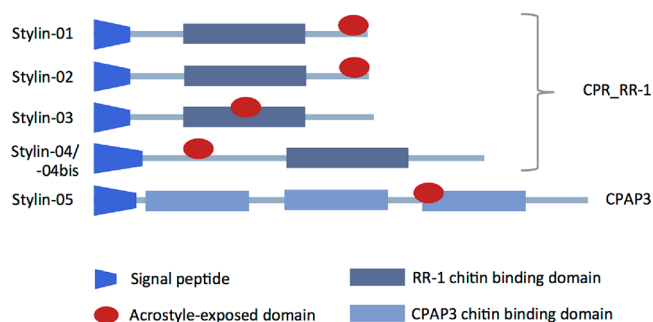 Stylin-01
Stylin-02
Stylin-03
Stylin-04/
-04bis
Stylin-05
CPR_RR-1
CPAP3
Signal peptide
RR-1 chitin binding domain
Acrostyle-exposed domain
CPAP3 chitin binding domain